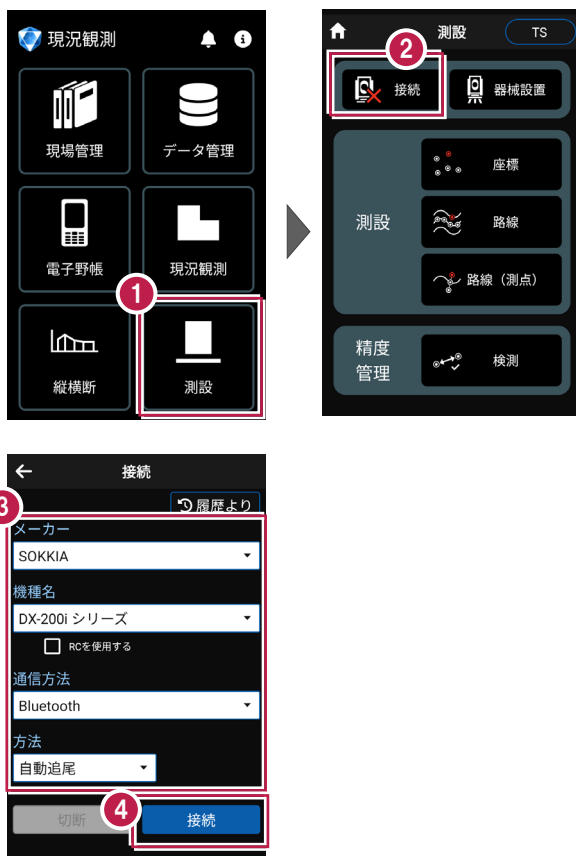 現況観測
現場管理
データ管理
電子野帳
現況観測
1
縦横断
測設
測設
TS
2
接続
器械設置
測設
座標
路線
路線（測点）
精度
管理
検測
接続
履歴より
3
メーカー
SOKKIA
機種名
DX-200i シリーズ
RCを使用する
通信方法
Bluetooth
方法
自動追尾
切断
4
接続